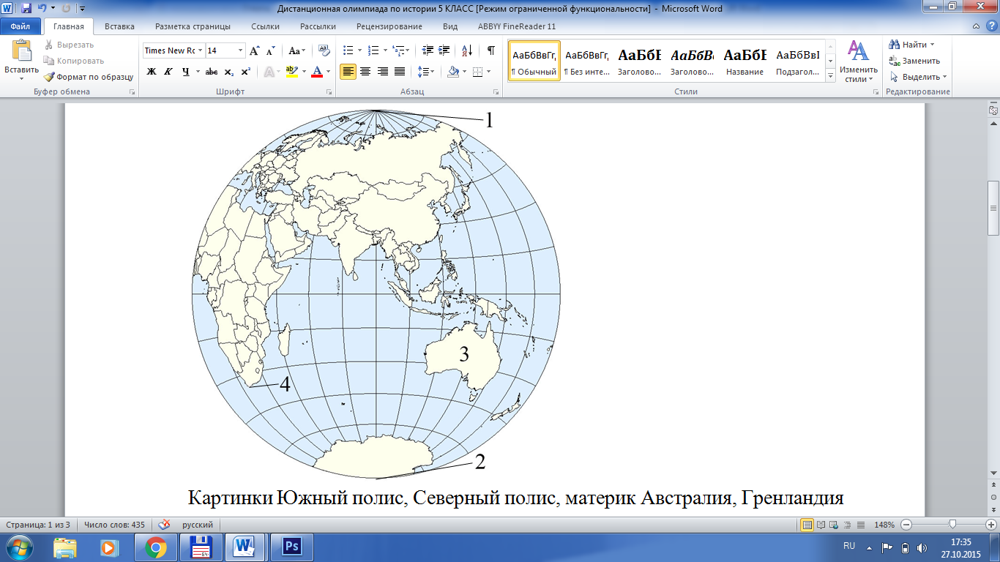 Дистанционная олимпиада по истории 5 КЛАСС [Режим ограниченной функциональности] - Microsoft Word
Файл Главная Вставка Разметка страницы Ссылки Рассылки Рецензирование Вид ABBYY FineReader 11
Вставить
Вырезать
Копировать
Формат по образцу
Буфер обмена
Times New Ro 14
Ж К Ч abc x₂ x²
Шрифт
Абзац
АаБбВвГг, АаБбВвГг, АаБбВ АаБбВв АаБбВ АаБбВвІ
¶ Обычный ¶ Без инте... Заголово... Заголово... Название Подзагол...
Стили
Изменить стили
Найти
Заменить
Выделить
Редактирование
1
3
4
2
Картинки Южный полис, Северный полис, материк Австралия, Гренландия
Страница: 1 из 3 Число слов: 435 русский 148%
RU 17:35
27.10.2015